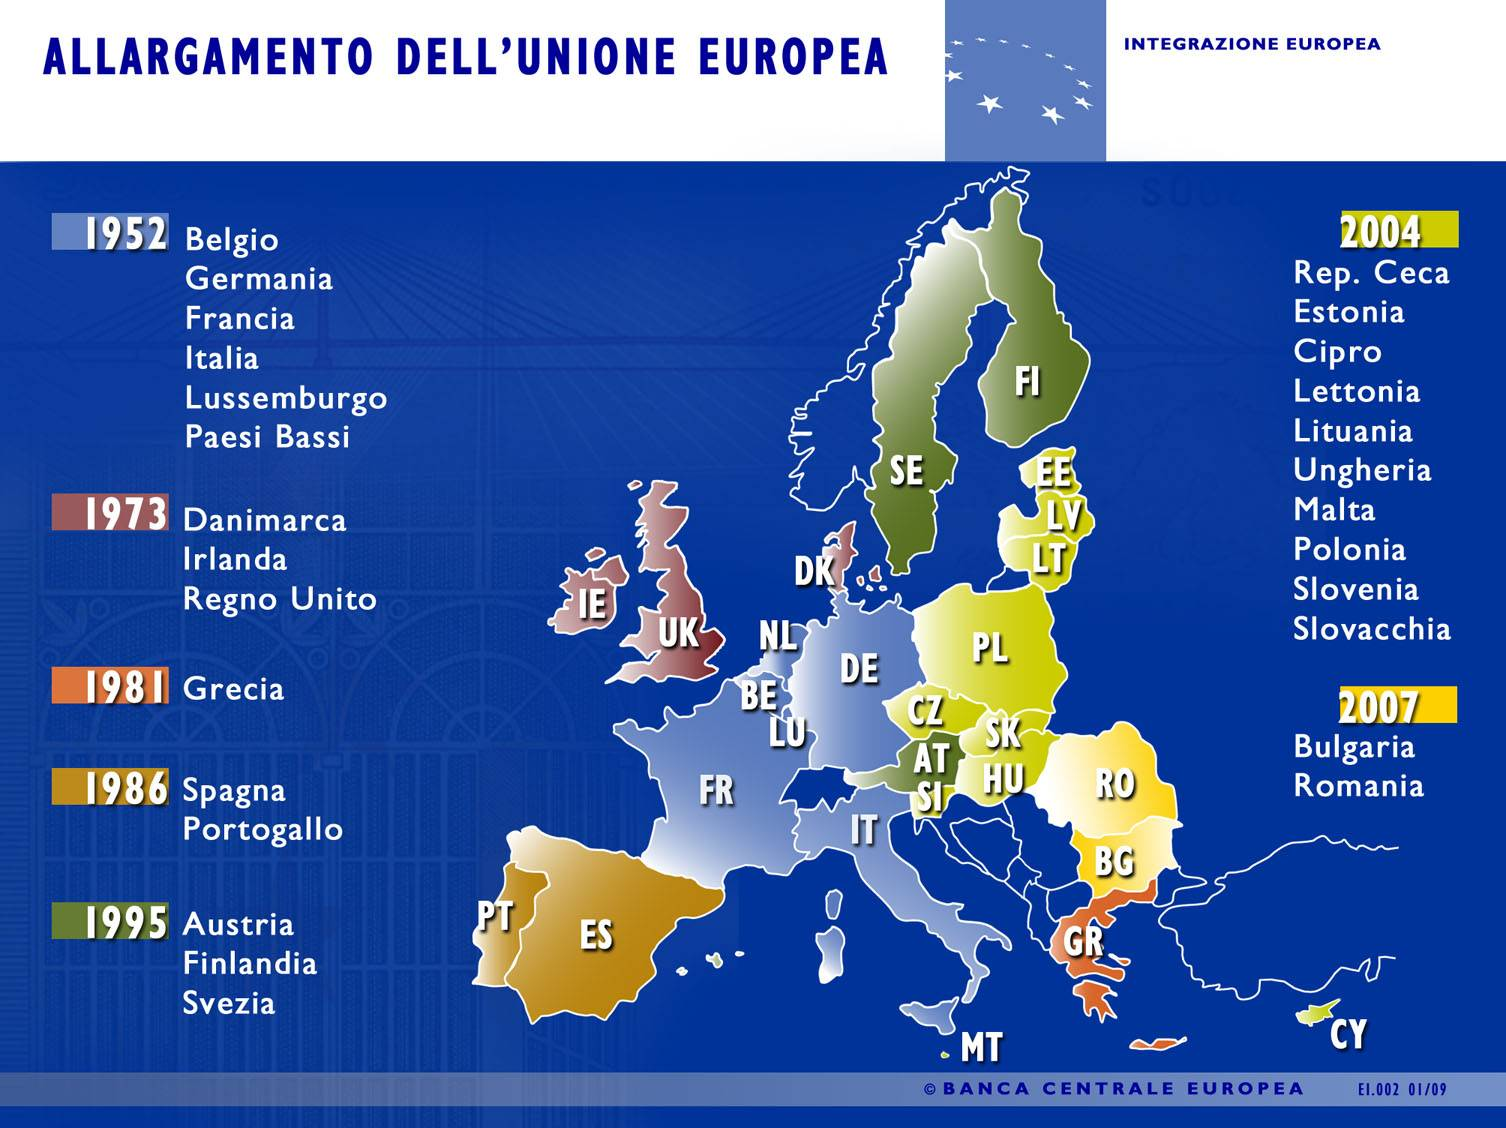 ALLARGAMENTO DELL'UNIONE EUROPEA
INTEGRAZIONE EUROPEA
1952
Belgio
Germania
Francia
Italia
Lussemburgo
Paesi Bassi
1973
Danimarca
Irlanda
Regno Unito
1981
Grecia
1986
Spagna
Portogallo
1995
Austria
Finlandia
Svezia
FI
SE
EE
LV
LT
DK
IE
UK
NL
DE
PL
BE
LU
CZ
SK
AT
HU
SI
FR
IT
RO
BG
PT
ES
GR
MT
CY
2004
Rep. Ceca
Estonia
Cipro
Lettonia
Lituania
Ungheria
Malta
Polonia
Slovenia
Slovacchia
2007
Bulgaria
Romania
© BANCA CENTRALE EUROPEA
EI.002 01/09